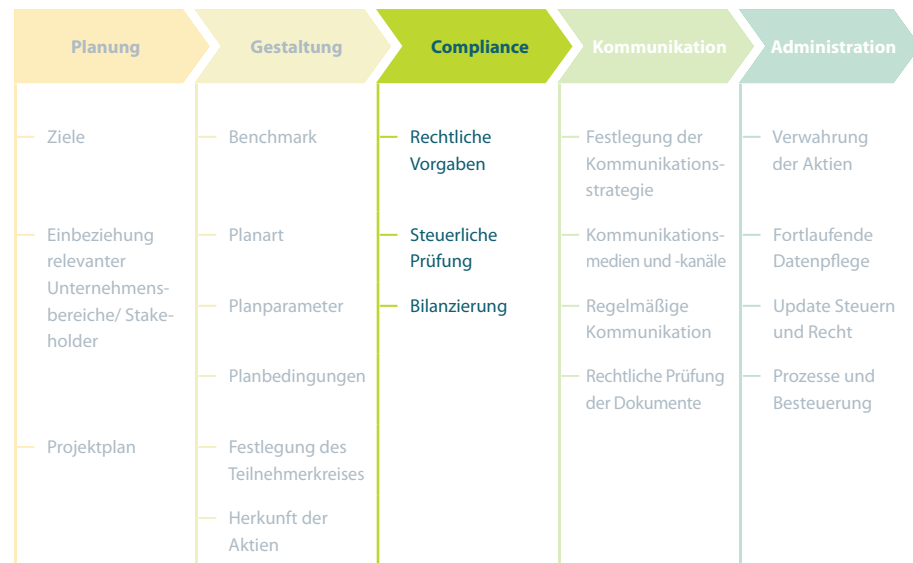 Planung
Gestaltung
Compliance
Kommunikation
Administration
Ziele
Einbeziehung
relevanter
Unternehmens-
bereiche/ Stake-
holder
Projektplan
Benchmark
Planart
Planparameter
Planbedingungen
Festlegung des
Teilnehmerkreises
Herkunft der
Aktien
Rechtliche
Vorgaben
Steuerliche
Prüfung
Bilanzierung
Festlegung der
Kommunikations-
strategie
Kommunikations-
medien und -kanäle
Regelmäßige
Kommunikation
Rechtliche Prüfung
der Dokumente
Verwahrung
der Aktien
Fortlaufende
Datenpflege
Update Steuern
und Recht
Prozesse und
Besteuerung